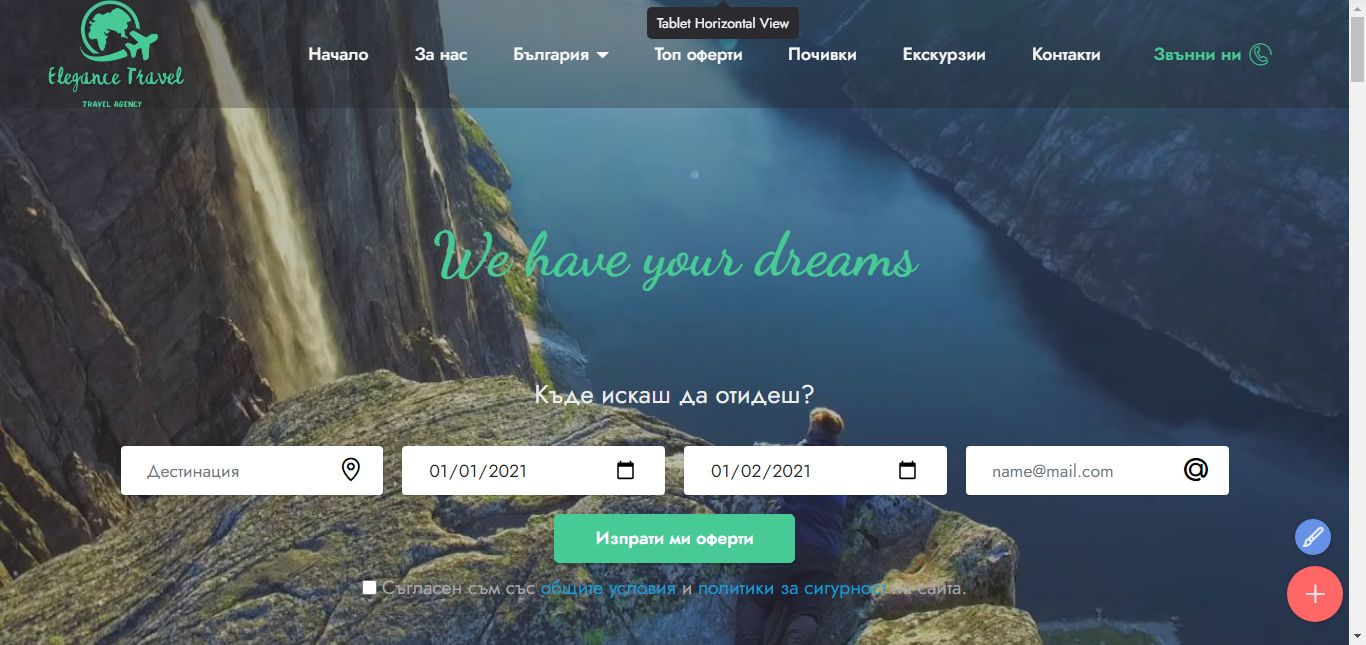 Tablet Horizontal View
Elegance Travel
TRAVEL AGENCY
Начало За нас България Топ оферти Почивки Екскурзии Контакти Звънни ни
We have your dreams
Къде искаш да отидеш?
Дестинация 01/01/2021 01/02/2021 name@mail.com
Изпрати ми оферти
Съгласен съм със общите условия и политики за сигурност на сайта.